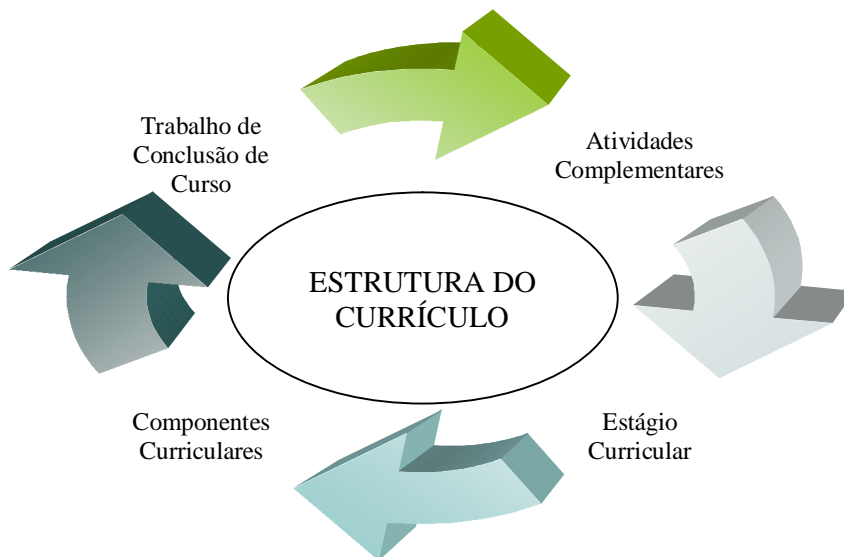 Trabalho de
Conclusão de
Curso
Atividades
Complementares
ESTRUTURA DO
CURRÍCULO
Componentes
Curriculares
Estágio
Curricular